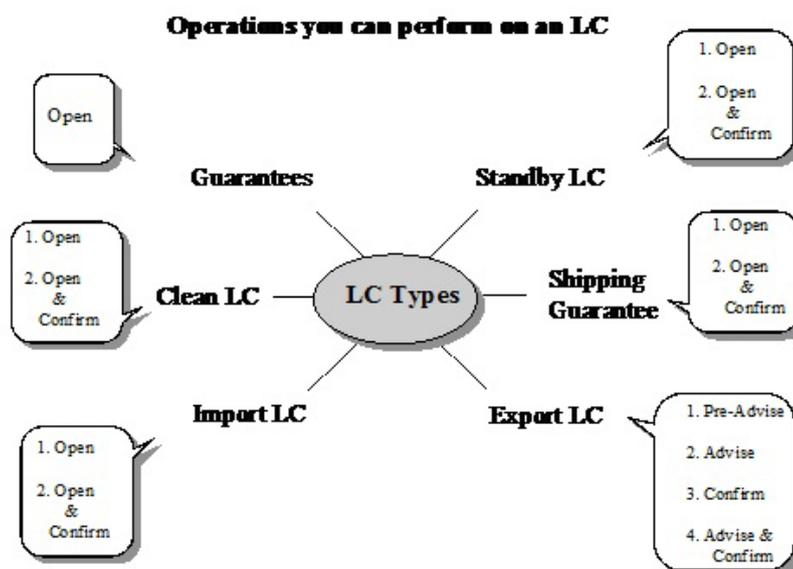 Operations you can perform on an LC
Open
Guarantees
1. Open
2. Open
&
Confirm
Standby LC
1. Open
2. Open
&
Confirm
Clean LC
LC Types
Shipping
Guarantee
1. Open
2. Open
&
Confirm
1. Open
2. Open
&
Confirm
Import LC
Export LC
1. Pre-Advise
2. Advise
3. Confirm
4. Advise &
Confirm